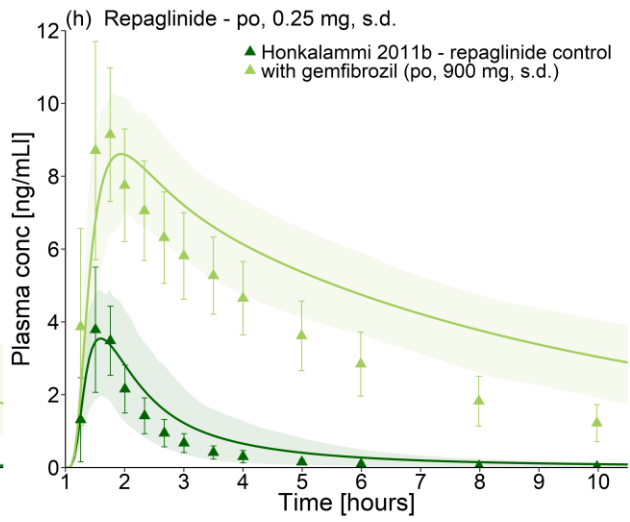 (h) Repaglinide - po, 0.25 mg, s.d.
Honkalammi 2011b - repaglinide control
with gemfibrozil (po, 900 mg, s.d.)
Plasma conc [ng/mLl]
12
10
8
6
4
2
0
1 2 3 4 5 6 7 8 9 10
Time [hours]